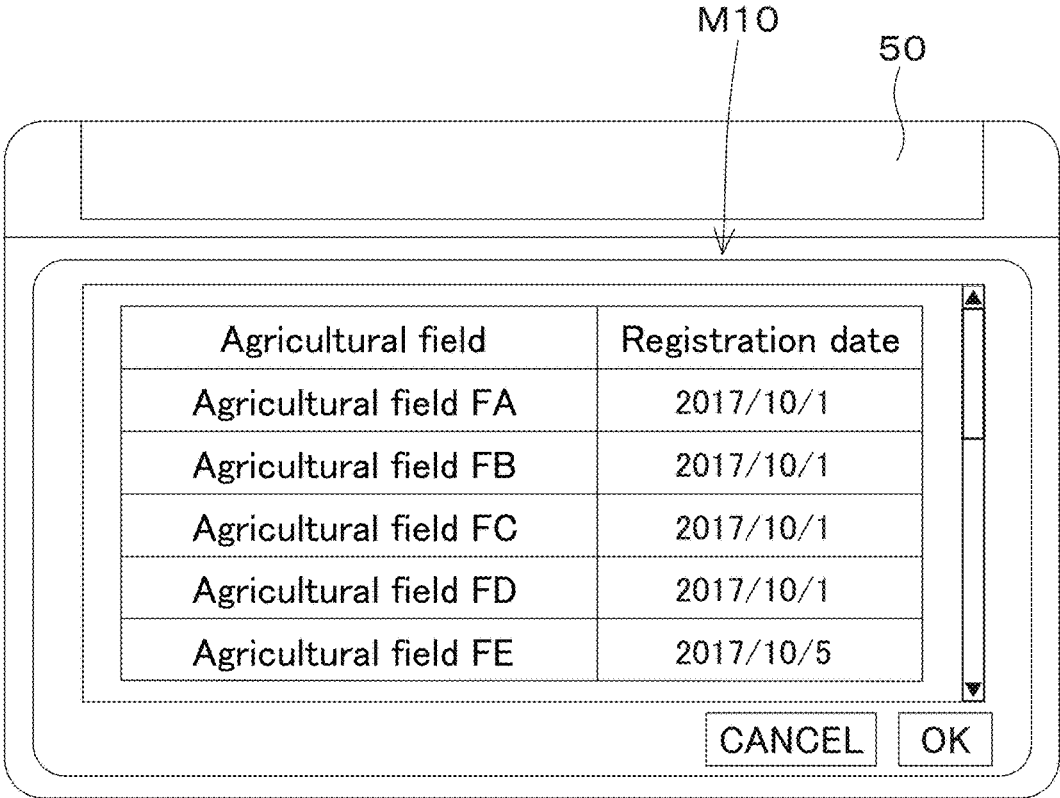 M10
50
Agricultural field Registration date
Agricultural field FA 2017/10/1
Agricultural field FB 2017/10/1
Agricultural field FC 2017/10/1
Agricultural field FD 2017/10/1
Agricultural field FE 2017/10/5
CANCEL OK